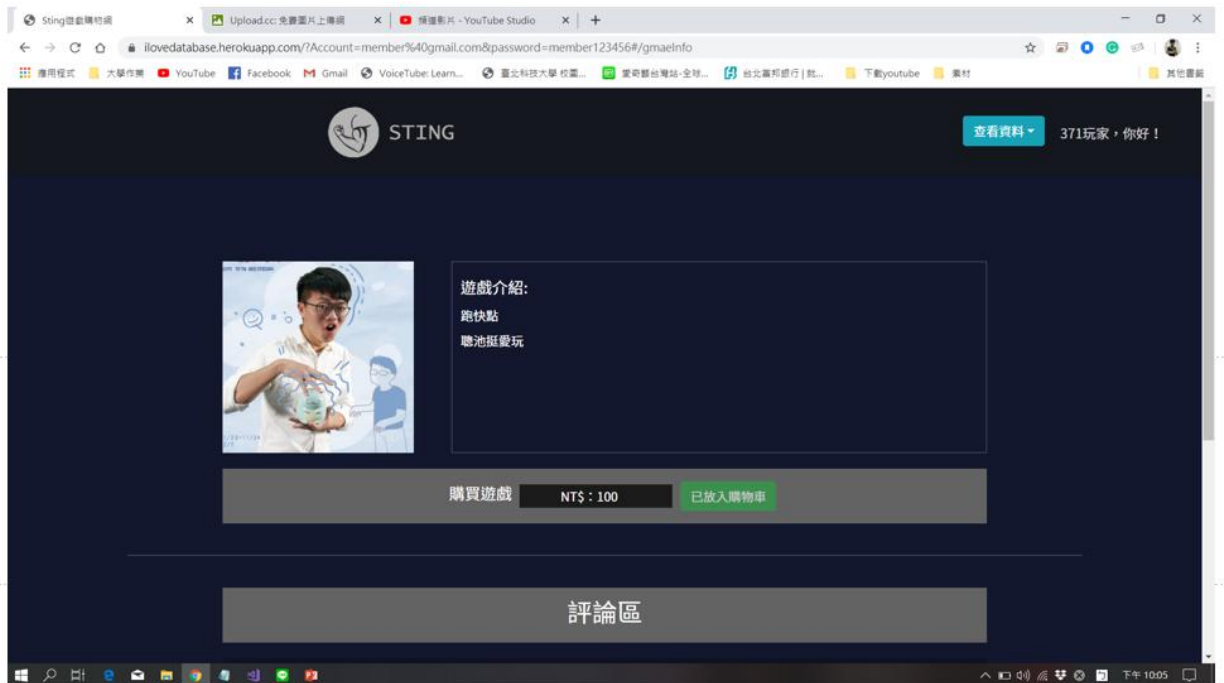 Sting遊戲購物網
Upload.cc: 免費圖片上傳網
頻道影片 - YouTube Studio
ilovedatabase.herokuapp.com/?Account=member%40gmail.com&password=member123456#/gmaeInfo
應用程式
大學作業
YouTube
Facebook
Gmail
VoiceTube: Learn...
臺北科技大學 校園...
愛奇藝台灣站-全球...
台北富邦銀行 | 就...
下載youtube
素材
其他書籤
STING
查看資料
371玩家,你好!
遊戲介紹:
跑快點
聰池挺愛玩
購買遊戲
NT$:100
已放入購物車
評論區
下午 10:05